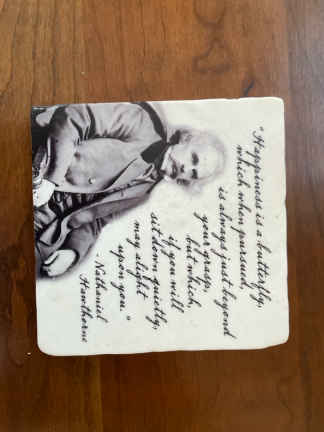 "Happiness is a butterfly,
which when pursued,
is always just beyond
your grasp,
but which,
if you will
sit down quietly,
may alight
upon you."
Nathaniel
Hawthorne